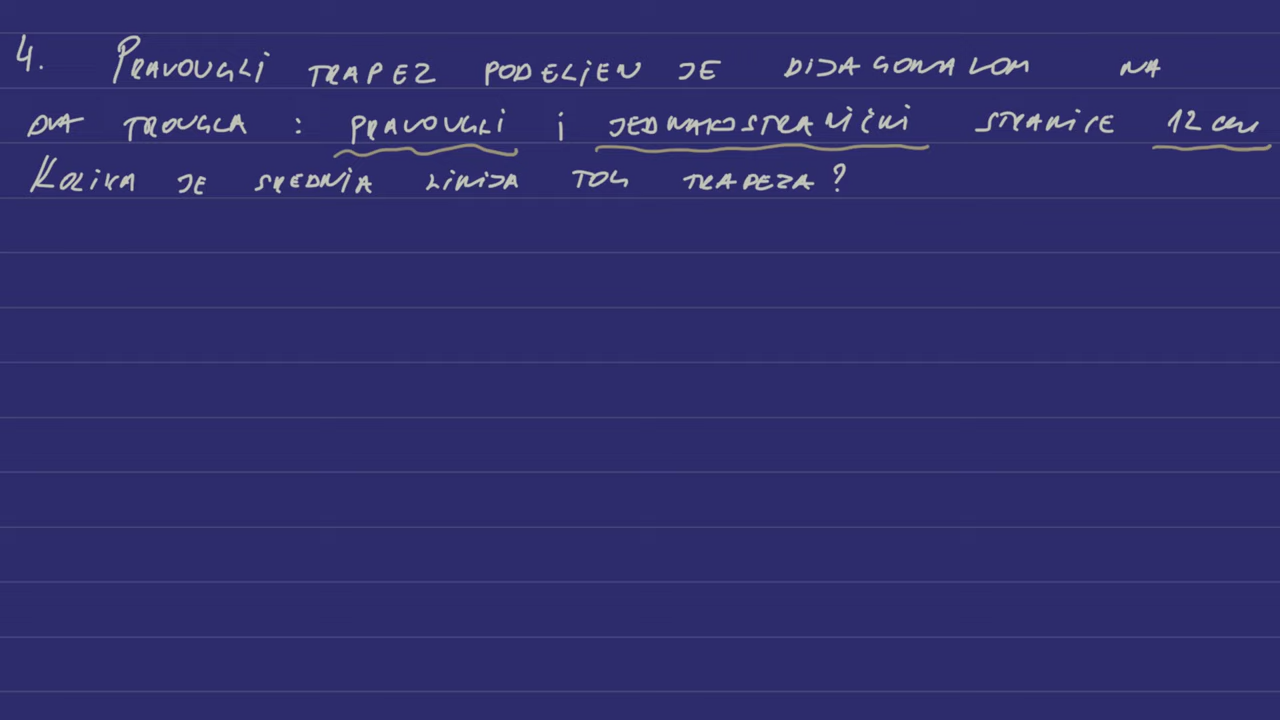 4. PRAVOUGLI TRAPEZ PODELJEN JE DIJAGONALOM NA
DVA TROUGLA : PRAVOUGLI i JEDNAKOSTRANIČNI STRANICE 12 cm
KOLIKA JE SREDNJA LINIJA TOG TRAPEZA?